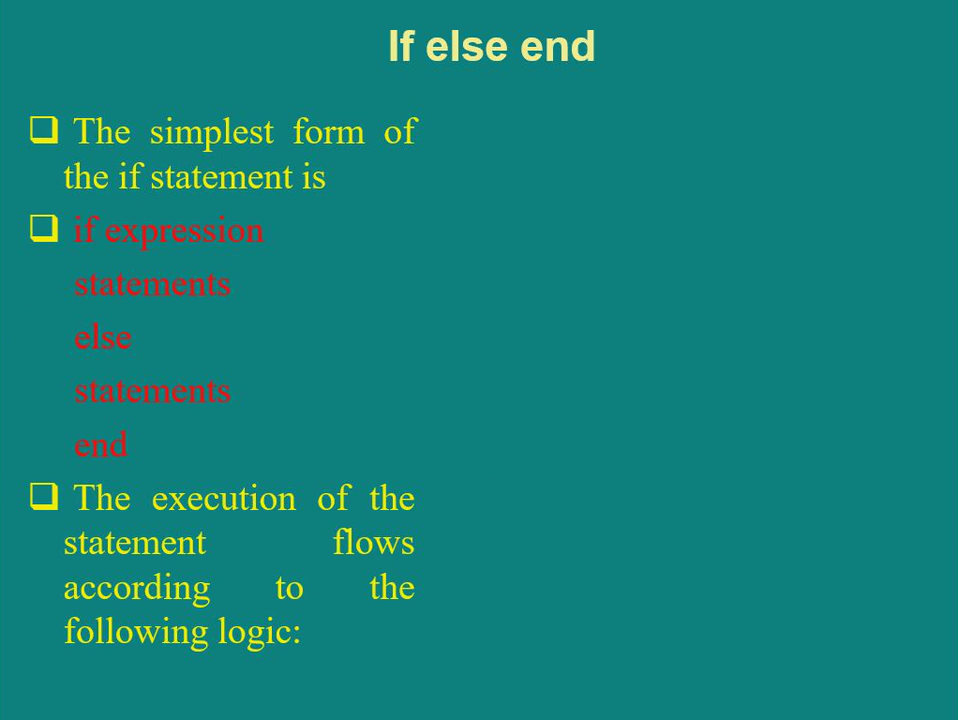 If else end
❑ The simplest form of
the if statement is
❑ if expression
statements
else
statements
end
❑ The execution of the
statement flows
according to the
following logic: